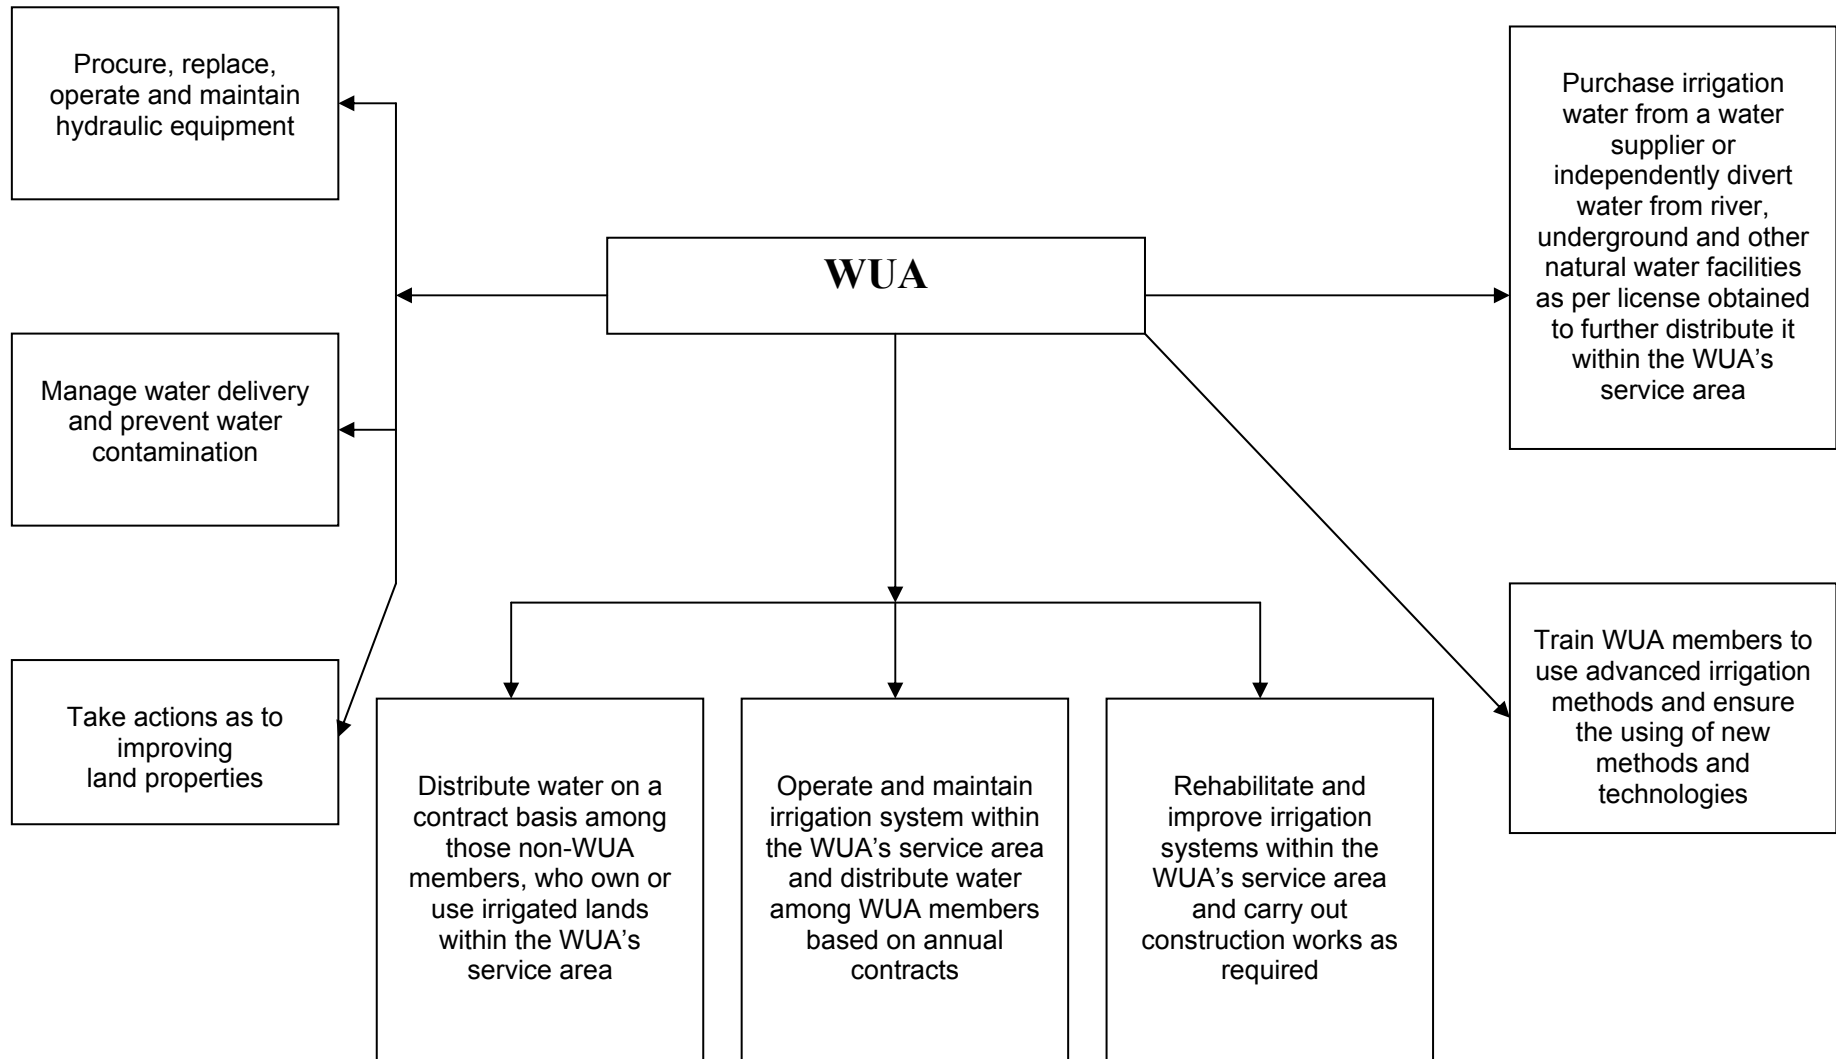 Procure, replace,
operate and maintain
hydraulic equipment
Purchase irrigation
water from a water
supplier or
independently divert
water from river,
underground and other
natural water facilities
as per license obtained
to further distribute it
within the WUA’s
service area
WUA
Manage water delivery
and prevent water
contamination
Take actions as to
improving
land properties
Distribute water on a
contract basis among
those non-WUA
members, who own or
use irrigated lands
within the WUA’s
service area
Operate and maintain
irrigation system within
the WUA’s service area
and distribute water
among WUA members
based on annual
contracts
Rehabilitate and
improve irrigation
systems within the
WUA’s service area
and carry out
construction works as
required
Train WUA members to
use advanced irrigation
methods and ensure
the using of new
methods and
technologies